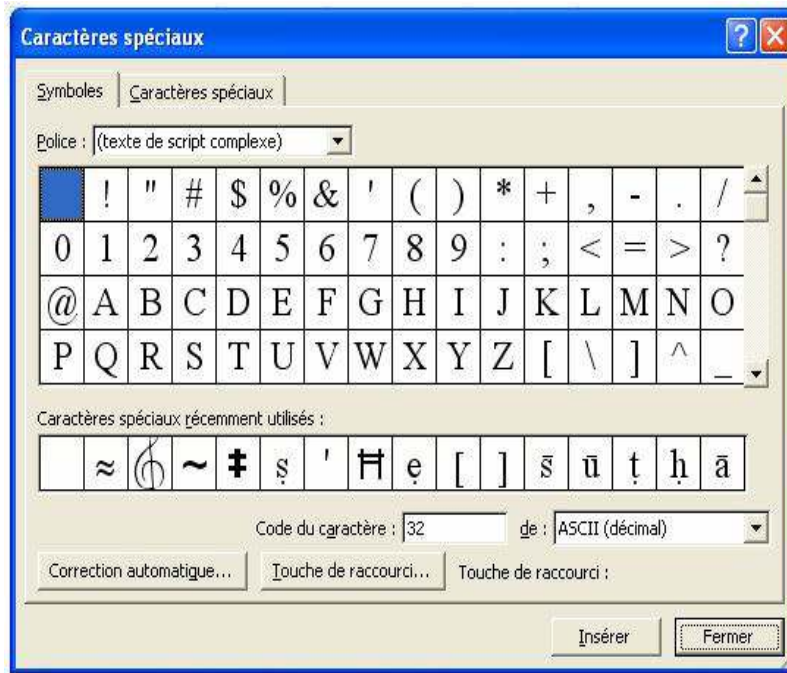 Caractères spéciaux
Symboles Caractères spéciaux
Police : (texte de script complexe)
! " # $ % & ' ( ) * + , - . /
0 1 2 3 4 5 6 7 8 9 : ; < = > ?
@ A B C D E F G H I J K L M N O
P Q R S T U V W X Y Z [ \ ] ^ _
Caractères spéciaux récemment utilisés :
≈ ~ ‡ ṣ ' Ħ ẹ [ ] s̄ ū ṭ ḥ ā
Code du caractère : 32 de : ASCII (décimal)
Correction automatique... Touche de raccourci... Touche de raccourci :
Insérer Fermer